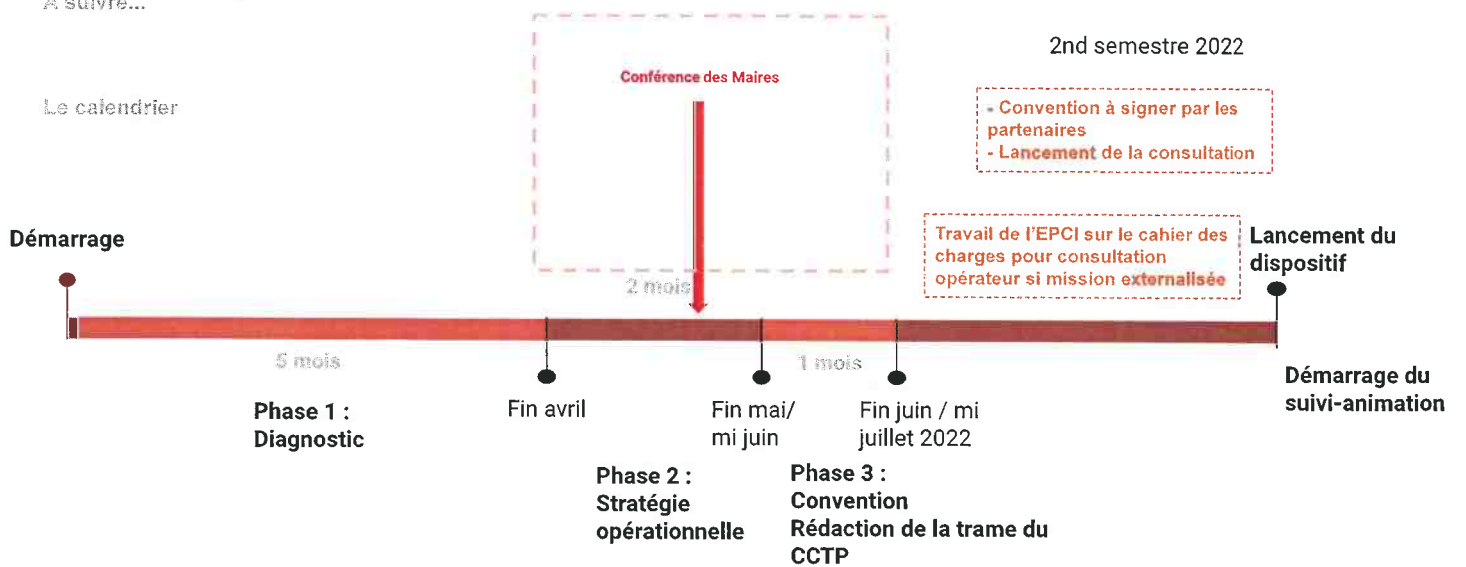 A suivre...
Le calendrier
Conférence des Maires
2nd semestre 2022
- Convention à signer par les
partenaires
- Lancement de la consultation
Travail de l'EPCI sur le cahier des
charges pour consultation
opérateur si mission externalisée
Démarrage
Lancement du
dispositif
2 mois
5 mois
1 mois
Démarrage du
suivi-animation
Phase 1 :
Diagnostic
Fin avril
Fin mai/
mi juin
Fin juin / mi
juillet 2022
Phase 2 :
Stratégie
opérationnelle
Phase 3 :
Convention
Rédaction de la trame du
CCTP